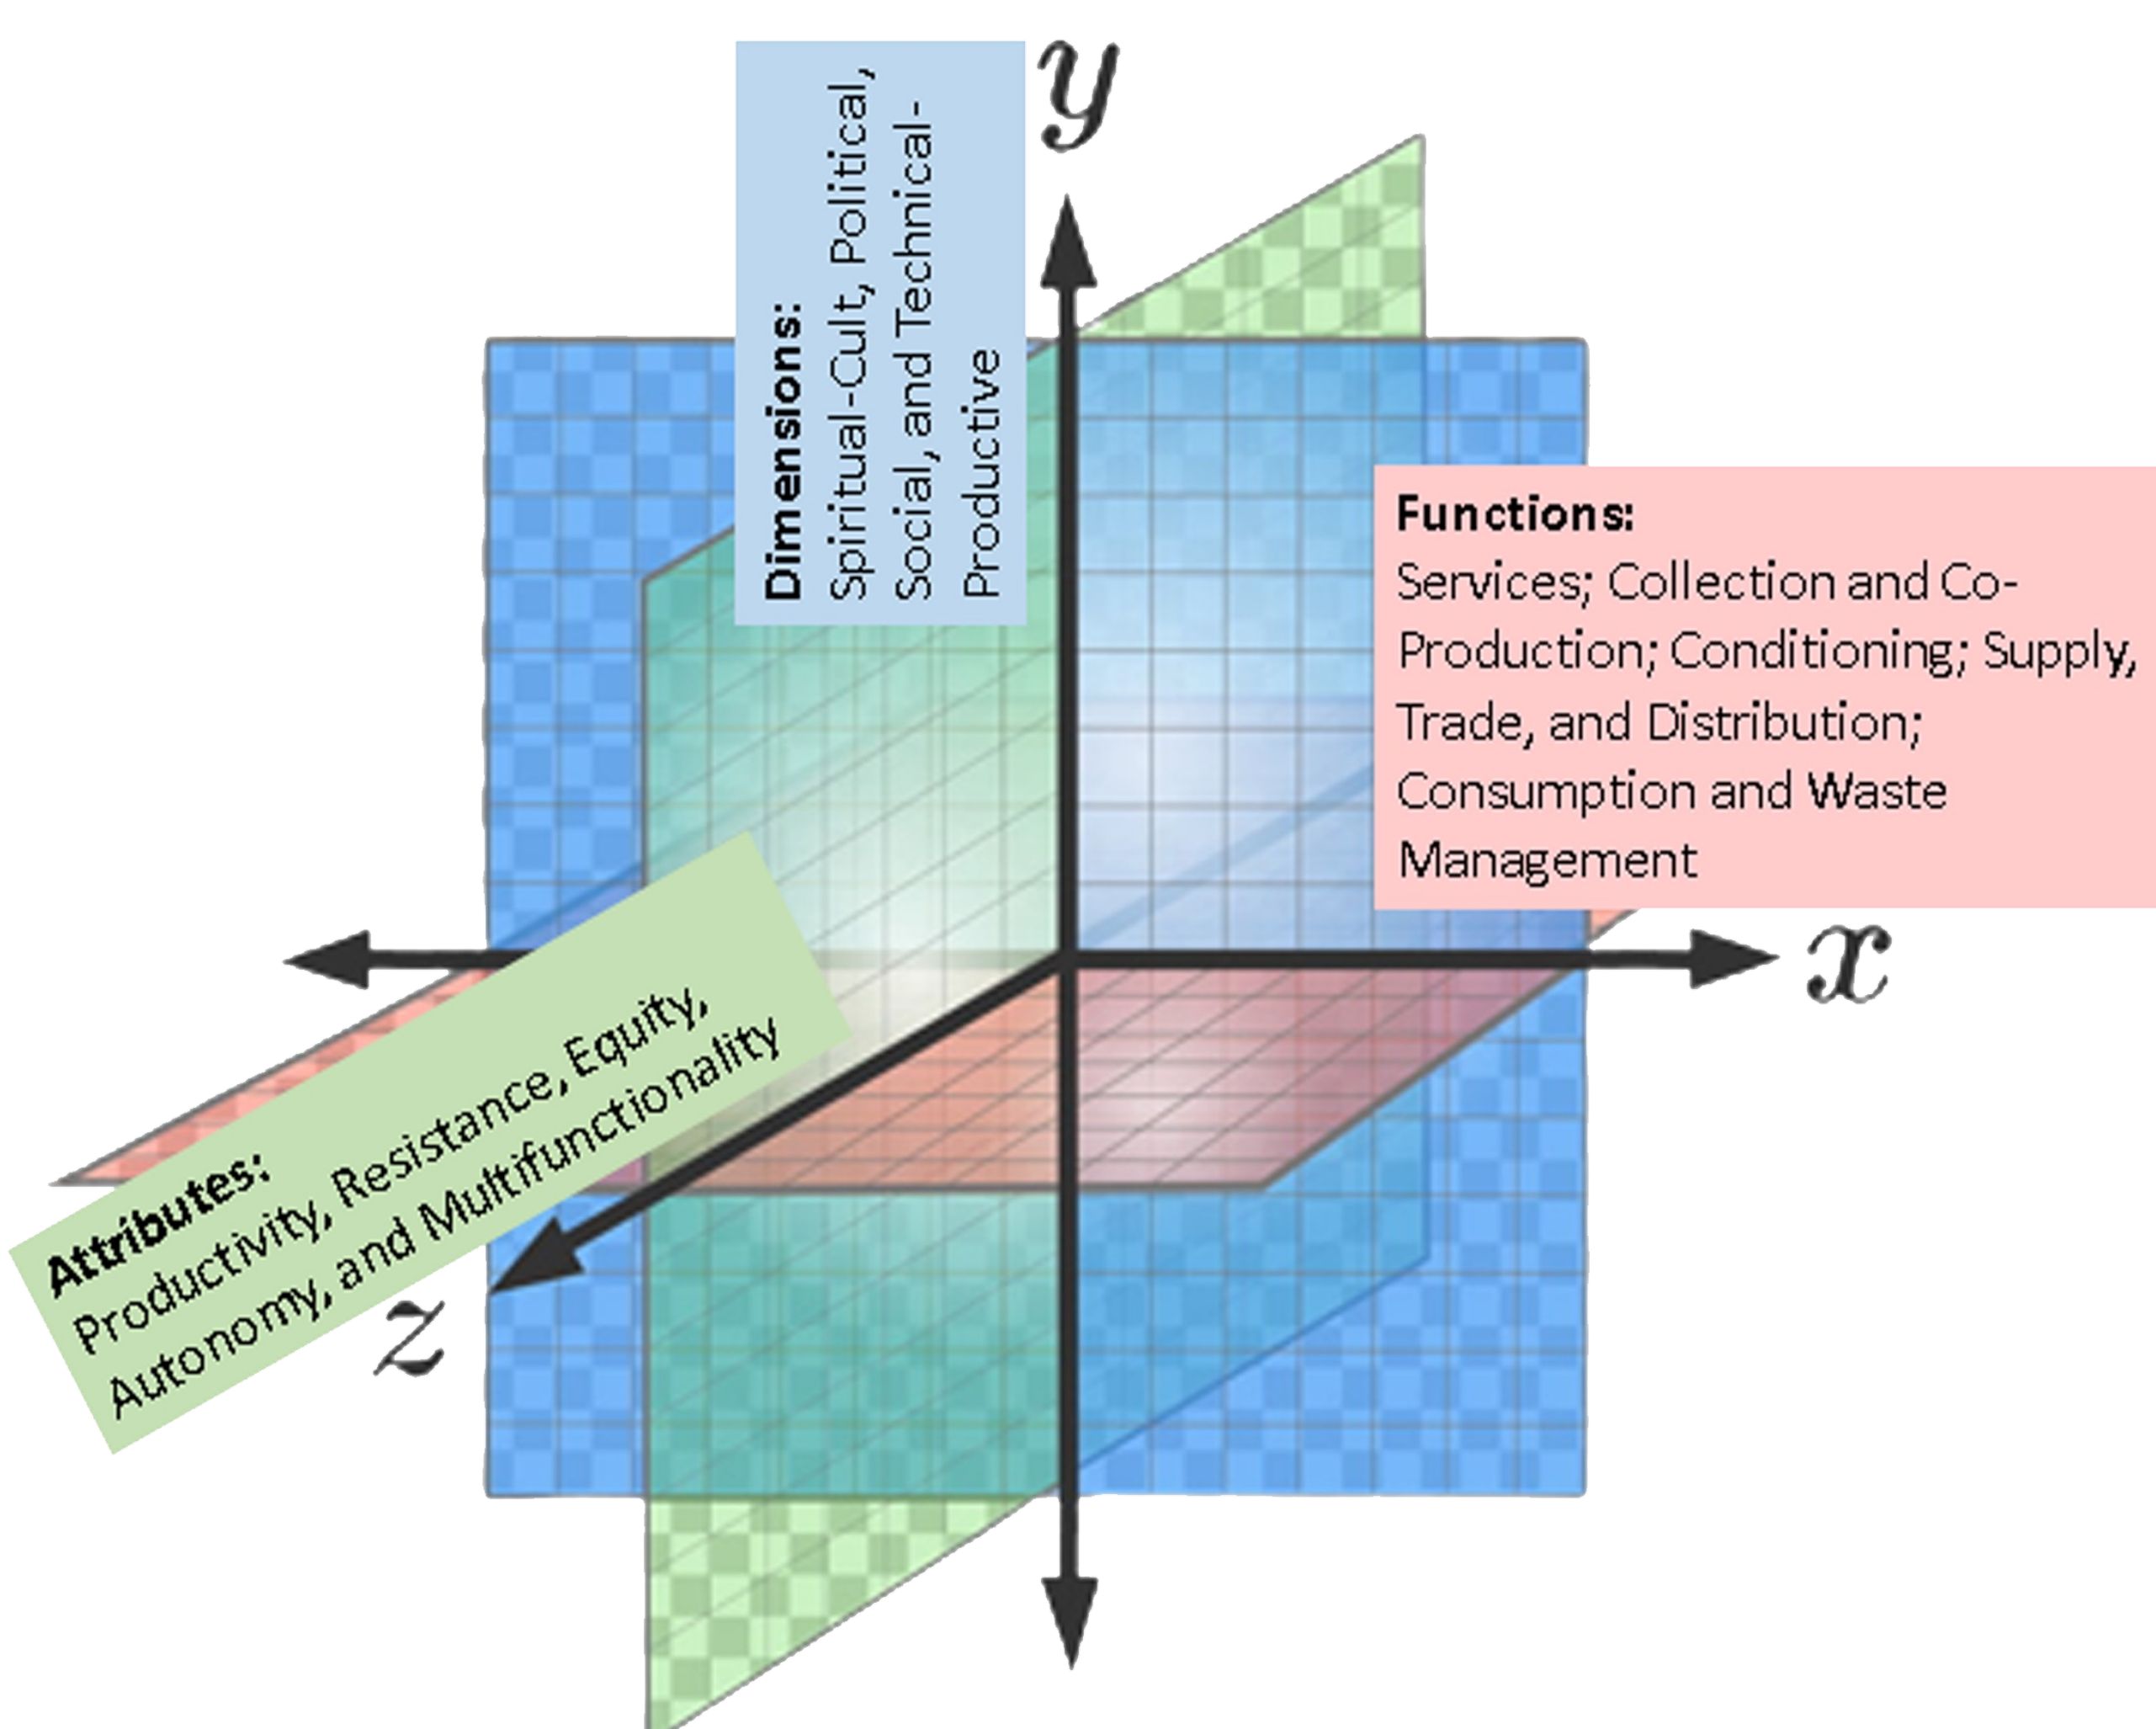 y
Dimensions:
Spiritual-Cult, Political,
Social, and Technical-
Productive
Functions:
Services; Collection and Co-
Production; Conditioning; Supply,
Trade, and Distribution;
Consumption and Waste
Management
x
Attributes:
Productivity, Resistance, Equity,
Autonomy, and Multifunctionality
z